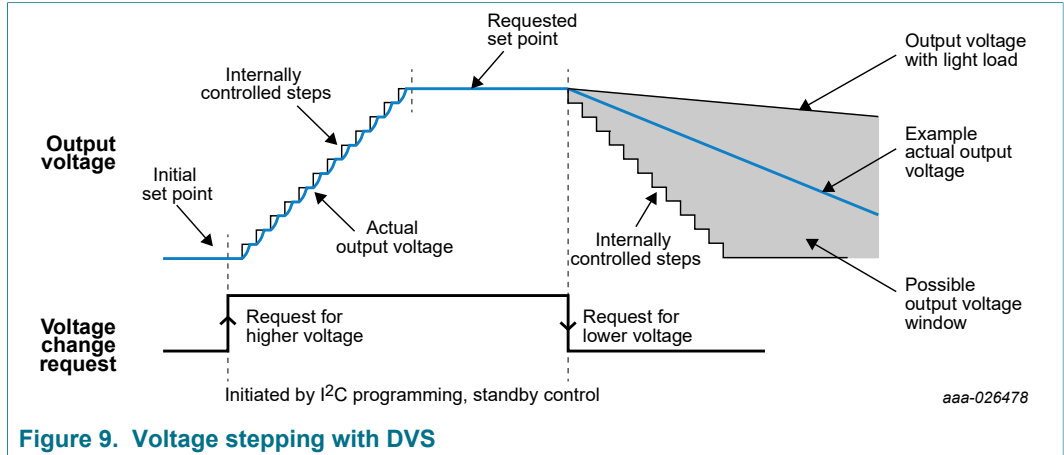 Requested
set point
Output voltage
with light load
Internally
controlled steps
Output
voltage
Example
actual output
voltage
Initial
set point
Actual
output voltage
Internally
controlled steps
Possible
output voltage
window
Voltage
change
request
Request for
higher voltage
Request for
lower voltage
Initiated by I2C programming, standby control
aaa-026478
Figure 9. Voltage stepping with DVS